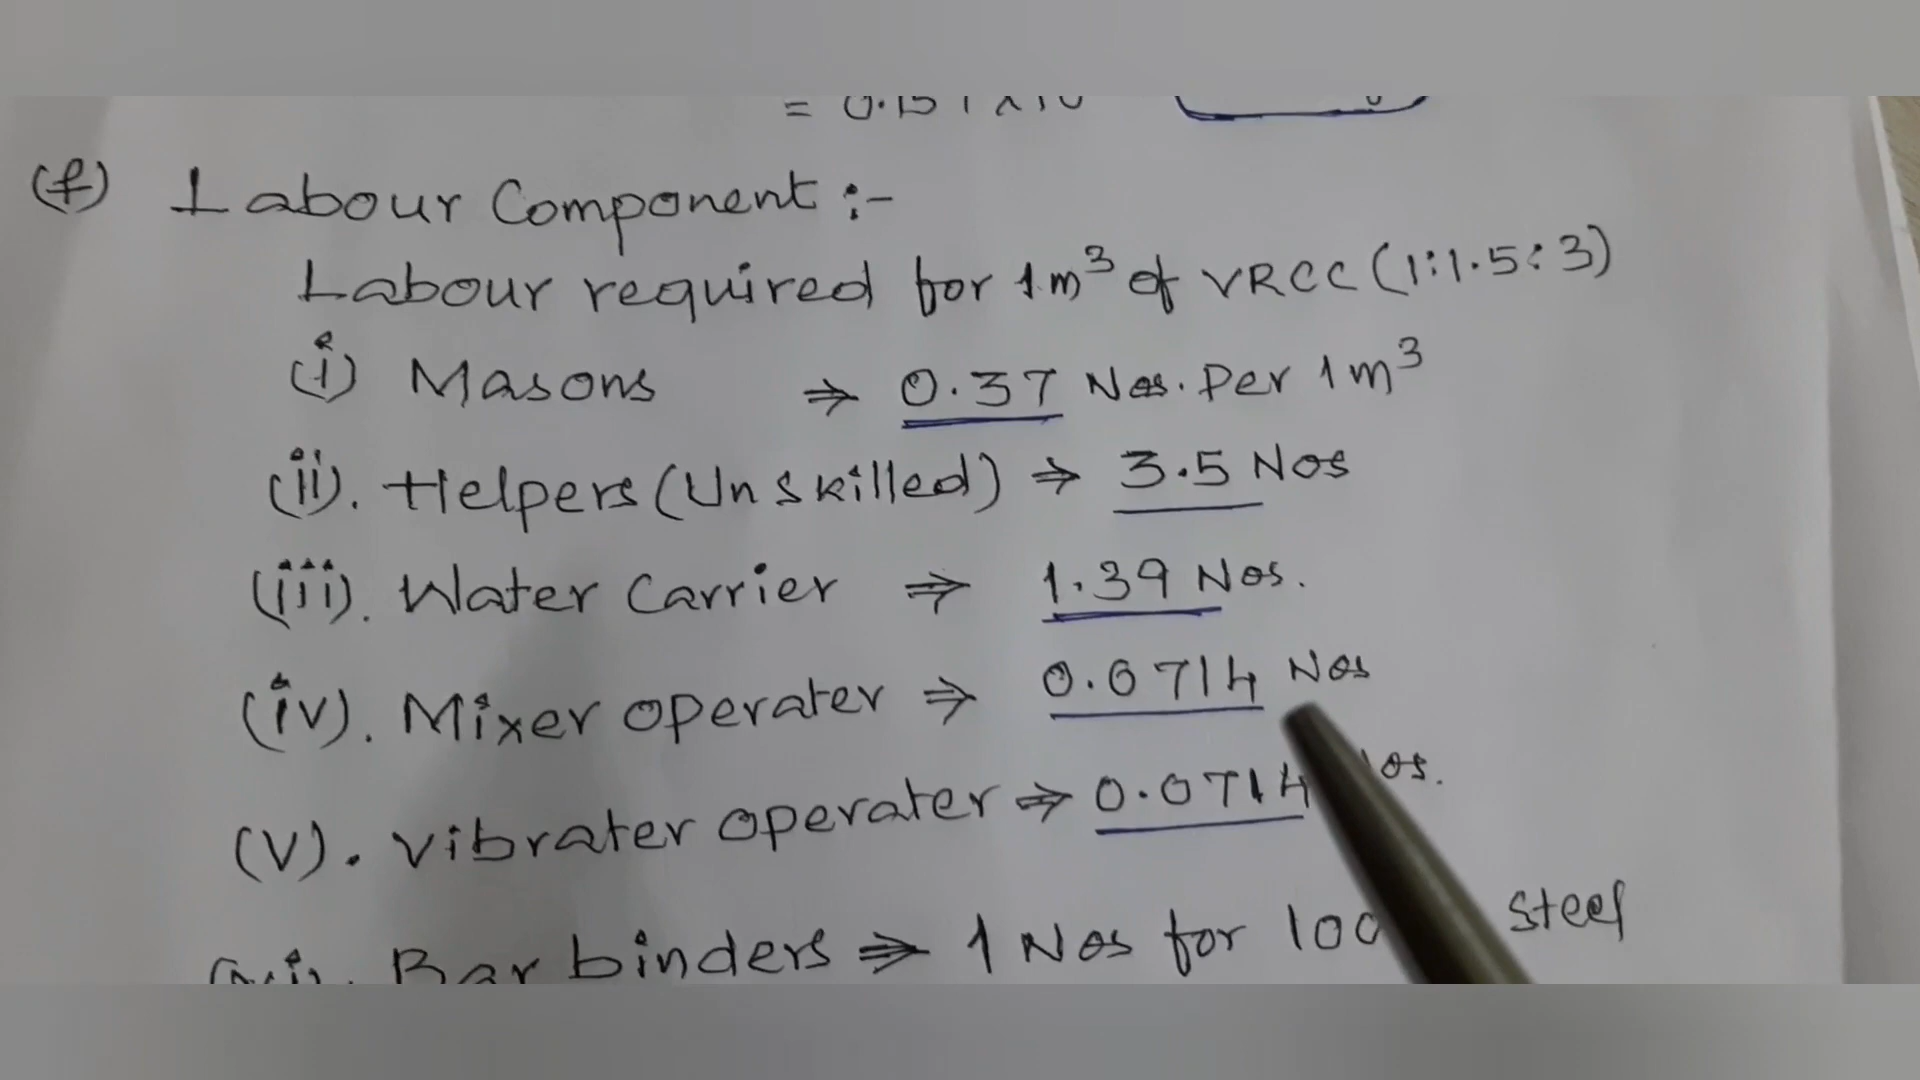 (f) Labour Component :-
Labour required for 1m³ of VRCC (1:1.5:3)
(i) Masons ⇒ 0.37 Nos. Per 1m³
(ii). Helpers (Unskilled) ⇒ 3.5 Nos
(iii). Water Carrier ⇒ 1.39 Nos.
(iv). Mixer operater ⇒ 0.0714 Nos
(V). Vibrater operater ⇒ 0.0714
Bar binders ⇒ 1 Nos for steel